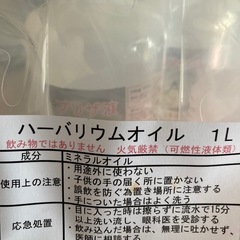 ハーバリウムオイル　1L
飲み物ではありません　火気厳禁（可燃性液体類）
成分　ミネラルオイル
使用上の注意　・用途外に使わない
・子供の手の届く所に置かない
・誤飲を防ぐ為置き場所に注意する
・手についた場合はよく洗う
応急処置　・目に入った時は擦らずに流水で15分
以上洗い流し、眼科医を受診する
・飲んだ場合は、無理に吐かせず、
医師に相談する